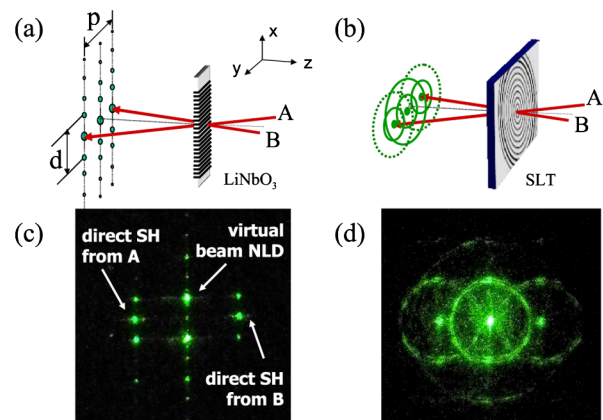 (a)
p
x
y
z
A
B
d
LiNbO3
(b)
A
B
SLT
(c)
direct SH
from A
virtual
beam NLD
direct SH
from B
(d)